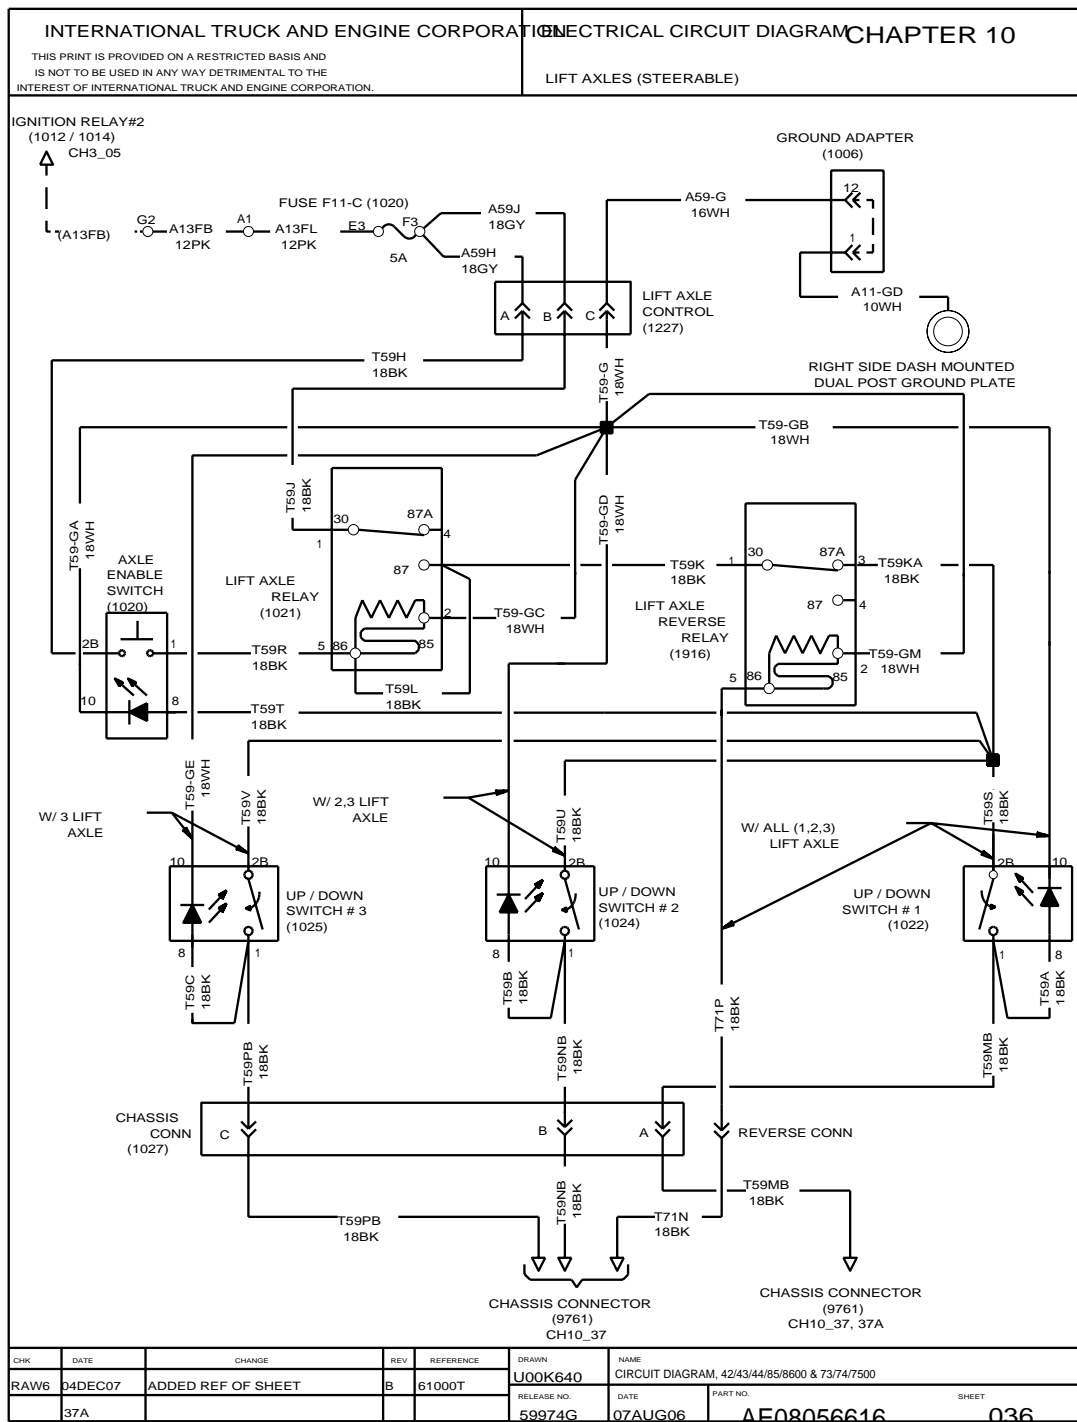 INTERNATIONAL TRUCK AND ENGINE CORPORATION
ELECTRICAL CIRCUIT DIAGRAM
CHAPTER 10
THIS PRINT IS PROVIDED ON A RESTRICTED BASIS AND
IS NOT TO BE USED IN ANY WAY DETRIMENTAL TO THE
INTEREST OF INTERNATIONAL TRUCK AND ENGINE CORPORATION.
LIFT AXLES (STEERABLE)
IGNITION RELAY#2
(1012 / 1014)
CH3_05
(A13FB)
G2
A13FB
12PK
A1
A13FL
12PK
FUSE F11-C (1020)
E3
F3
5A
A59J
18GY
A59H
18GY
A59-G
16WH
GROUND ADAPTER
(1006)
12
1
A11-GD
10WH
RIGHT SIDE DASH MOUNTED
DUAL POST GROUND PLATE
A
B
C
LIFT AXLE
CONTROL
(1227)
T59H
18BK
T59-G
18WH
T59-GB
18WH
T59J
18BK
T59-GA
18WH
T59-GD
18WH
30
87A
1
4
87
LIFT AXLE
RELAY
(1021)
2
T59-GC
18WH
5
86
85
T59L
18BK
AXLE
ENABLE
SWITCH
(1020)
2B
1
T59R
18BK
10
8
T59T
18BK
T59K
18BK
1
30
87A
3
T59KA
18BK
87
4
LIFT AXLE
REVERSE
RELAY
(1916)
T59-GM
18WH
2
5
86
85
T59-GE
18WH
T59V
18BK
T59U
18BK
T59S
18BK
W/ 3 LIFT
AXLE
W/ 2,3 LIFT
AXLE
W/ ALL (1,2,3)
LIFT AXLE
10
2B
UP / DOWN
SWITCH # 3
(1025)
8
1
10
2B
UP / DOWN
SWITCH # 2
(1024)
8
1
UP / DOWN
SWITCH # 1
(1022)
2B
10
1
8
T59C
18BK
T59B
18BK
T59A
18BK
T71P
18BK
T59PB
18BK
T59NB
18BK
T59MB
18BK
CHASSIS
CONN
(1027)
C
B
A
REVERSE CONN
T59PB
18BK
T59NB
18BK
T71N
18BK
T59MB
18BK
CHASSIS CONNECTOR
(9761)
CH10_37
CHASSIS CONNECTOR
(9761)
CH10_37, 37A
CHK
DATE
CHANGE
REV
REFERENCE
DRAWN
NAME
RAW6
04DEC07
ADDED REF OF SHEET
B
61000T
U00K640
CIRCUIT DIAGRAM, 42/43/44/85/8600 & 73/74/7500
37A
RELEASE NO.
DATE
PART NO.
SHEET
59974G
07AUG06
AE08056616
036